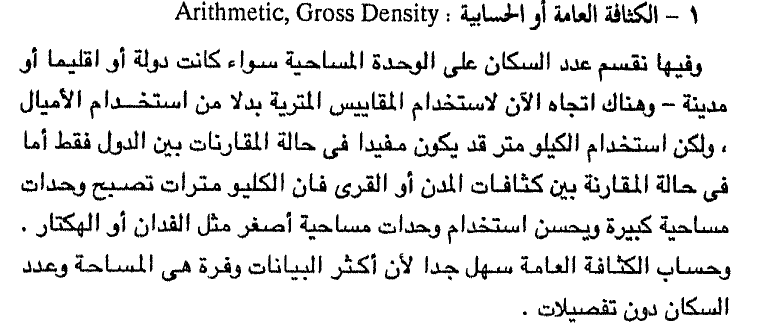 ١ – الكثافة العامة أو الحسابية : Arithmetic, Gross Density
وفيها نقسم عدد السكان على الوحدة المساحية سواء كانت دولة أو اقليما أو
مدينة – وهناك اتجاه الآن لاستخدام المقاييس المترية بدلا من استخدام الأميال
، ولكن استخدام الكيلو متر قد يكون مفيدا فى حالة المقارنات بين الدول فقط أما
فى حالة المقارنة بين كثافات المدن أو القرى فان الكليو مترات تصبح وحدات
مساحية كبيرة ويحسن استخدام وحدات مساحية أصغر مثل الفدان أو الهكتار .
وحساب الكثافة العامة سهل جدا لأن أكثر البيانات وفرة هى المساحة وعدد
السكان دون تفصيلات .